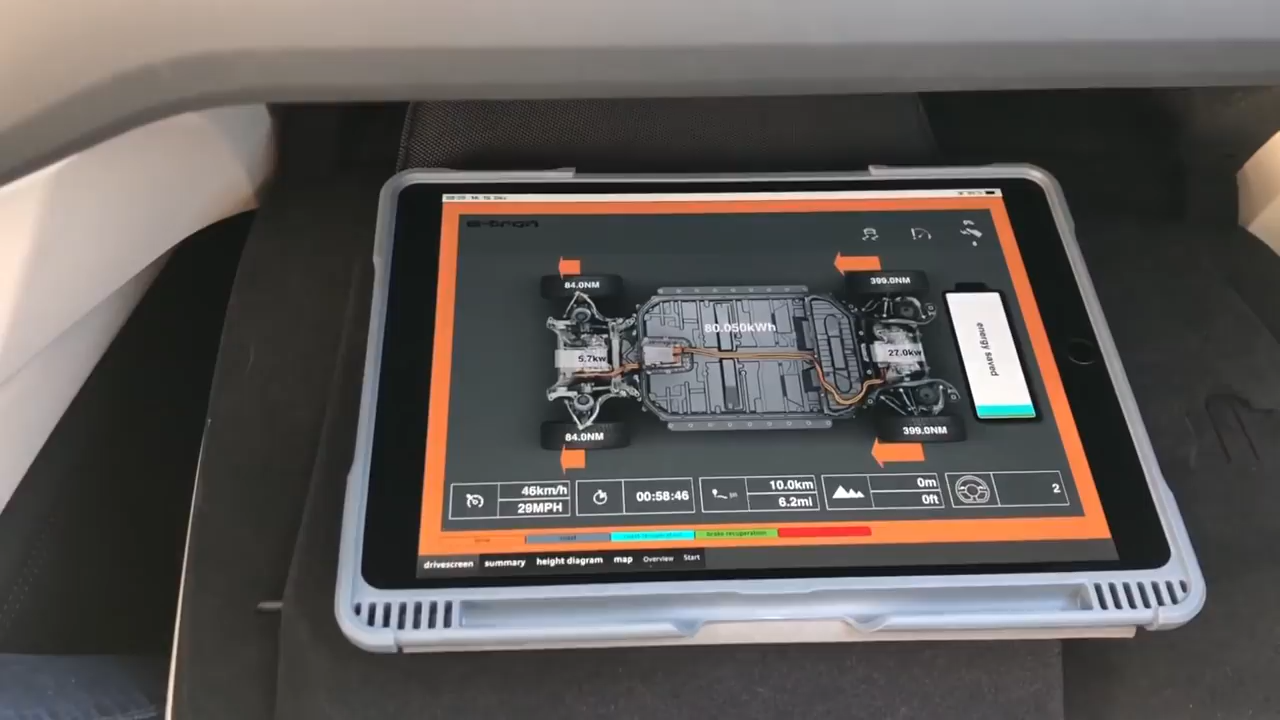 e-tron
84.0NM
399.0NM
80.050kWh
5.7kw
27.0kw
energy saved
84.0NM
399.0NM
46km/h
29MPH
00:58:46
10.0km
6.2mi
0m
0ft
2
brake recuperation
drivescreen summary height diagram map Overview Start